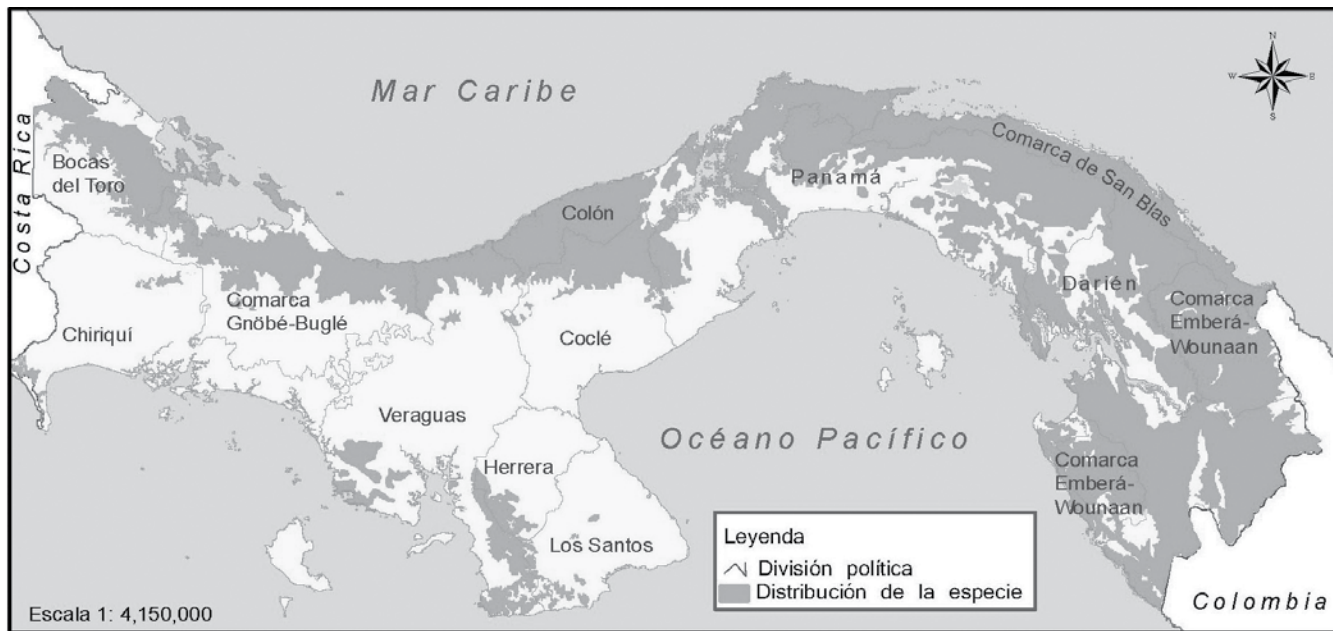 Mar Caribe
N
W
E
S
Costa Rica
Bocas
del Toro
Colón
Panamá
Comarca de San Blas
Darién
Comarca
Emberá-
Wounaan
Chiriquí
Comarca
Gnöbé-Buglé
Coclé
Veraguas
Océano Pacífico
Herrera
Los Santos
Comarca
Emberá-
Wounaan
Leyenda
División política
Distribución de la especie
Escala 1: 4,150,000
Colombia